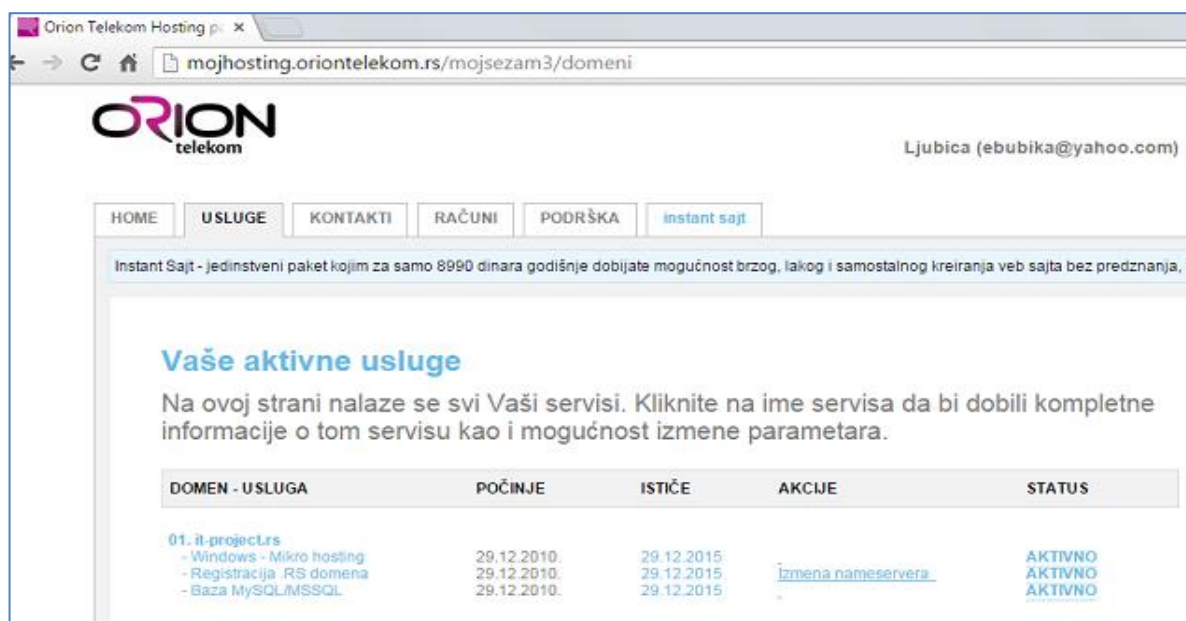 Orion Telekom Hosting pa
mojhosting.oriontelekom.rs/mojsezam3/domeni
ORION
telekom
Ljubica (ebubika@yahoo.com)
HOME USLUGE KONTAKTI RAČUNI PODRŠKA instant sajt
Instant Sajt - jedinstveni paket kojim za samo 8990 dinara godišnje dobijate mogućnost brzog, lakog i samostalnog kreiranja veb sajta bez predznanja,
Vaše aktivne usluge
Na ovoj strani nalaze se svi Vaši servisi. Kliknite na ime servisa da bi dobili kompletne
informacije o tom servisu kao i mogućnost izmene parametara.
DOMEN - USLUGA POČINJE ISTIČE AKCIJE STATUS
01. it-project.rs
- Windows - Mikro hosting 29.12.2010. 29.12.2015 AKTIVNO
- Registracija .RS domena 29.12.2010. 29.12.2015 Izmena nameservera AKTIVNO
- Baza MySQL/MSSQL 29.12.2010. 29.12.2015 AKTIVNO